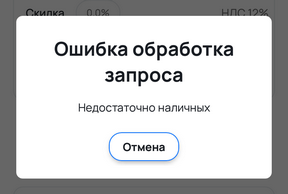 Скидка 0.0% НДС 12%
Ошибка обработка
запроса
Недостаточно наличных
Отмена